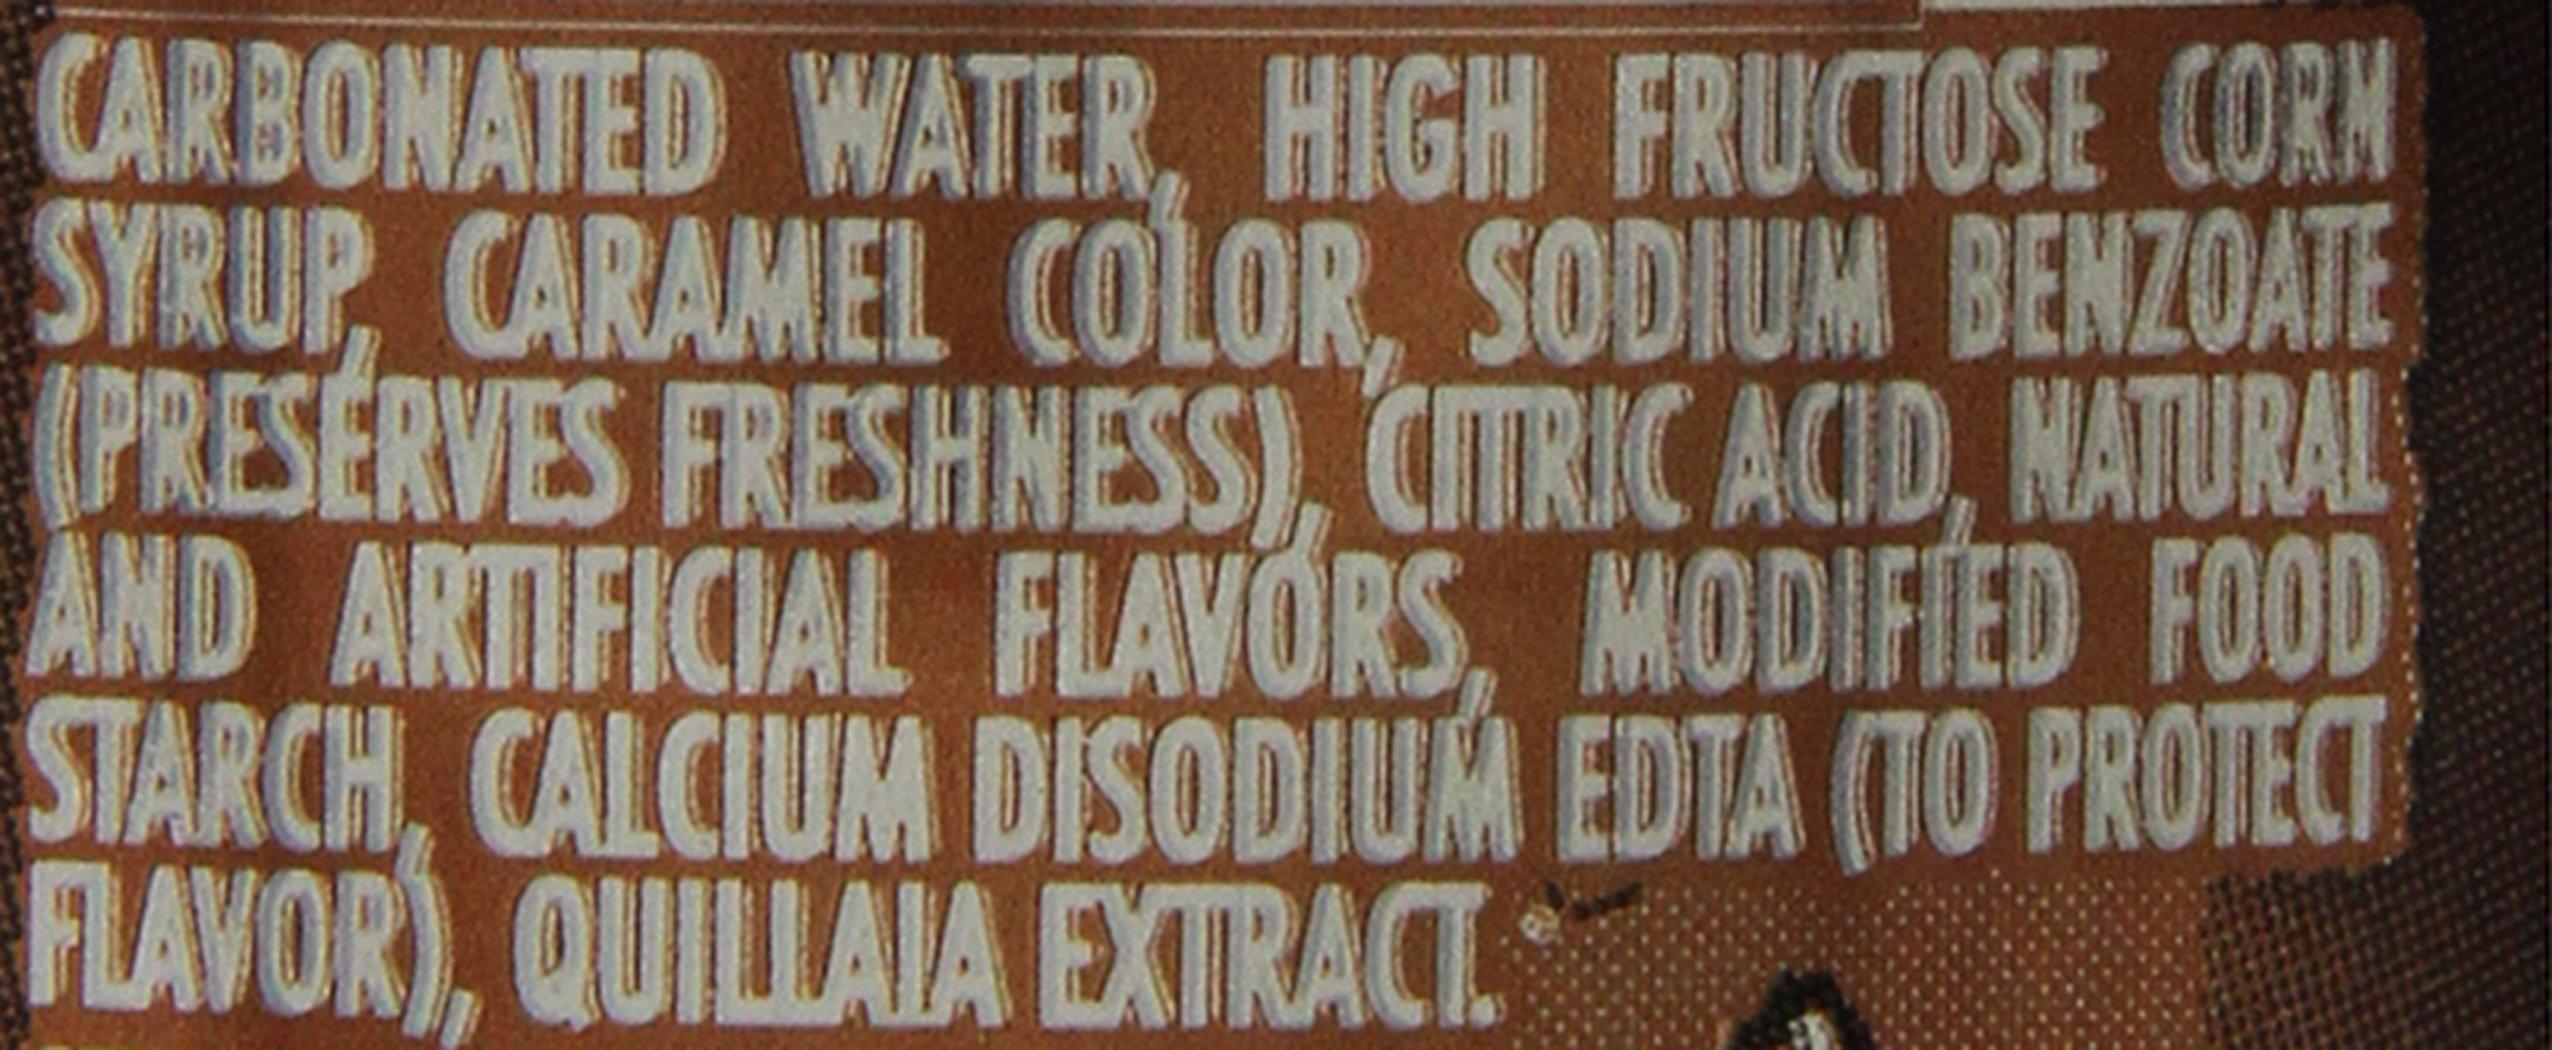 CARBONATED WATER, HIGH FRUCTOSE CORN
SYRUP, CARAMEL COLOR, SODIUM BENZOATE
(PRESERVES FRESHNESS), CITRIC ACID, NATURAL
AND ARTIFICIAL FLAVORS, MODIFIED FOOD
STARCH, CALCIUM DISODIUM EDTA (TO PROTECT
FLAVOR), QUILLAIA EXTRACT.